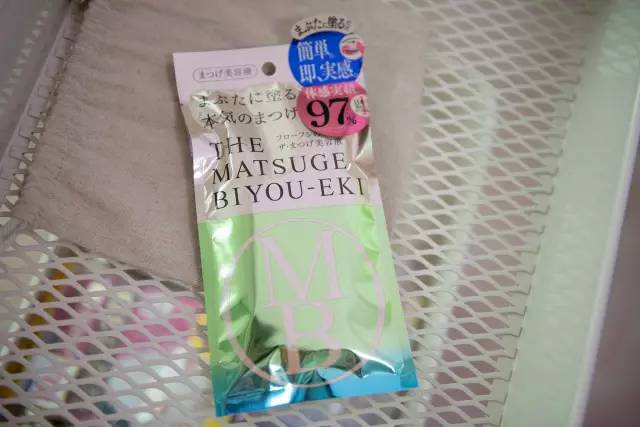 まつげ美容液
まぶたに塗る
簡単。
即、実感。
体感実績
97%
まぶたに塗る
本気のまつげ
THE
ザ・まつげ美容液
MATSUGE
BIYOU-EKI
MB